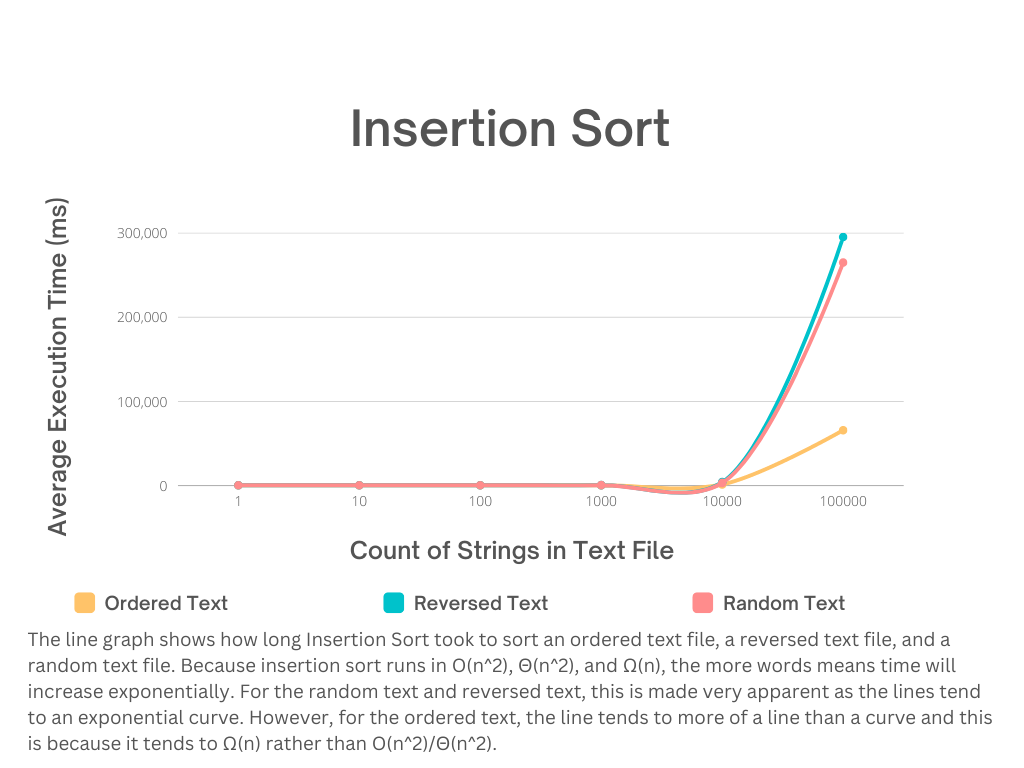 Insertion Sort
Average Execution Time (ms)
300,000
200,000
100,000
0
1 10 100 1000 10000 100000
Count of Strings in Text File
Ordered Text Reversed Text Random Text
The line graph shows how long Insertion Sort took to sort an ordered text file, a reversed text file, and a
random text file. Because insertion sort runs in O(n^2), Θ(n^2), and Ω(n), the more words means time will
increase exponentially. For the random text and reversed text, this is made very apparent as the lines tend
to an exponential curve. However, for the ordered text, the line tends to more of a line than a curve and this
is because it tends to Ω(n) rather than O(n^2)/Θ(n^2).